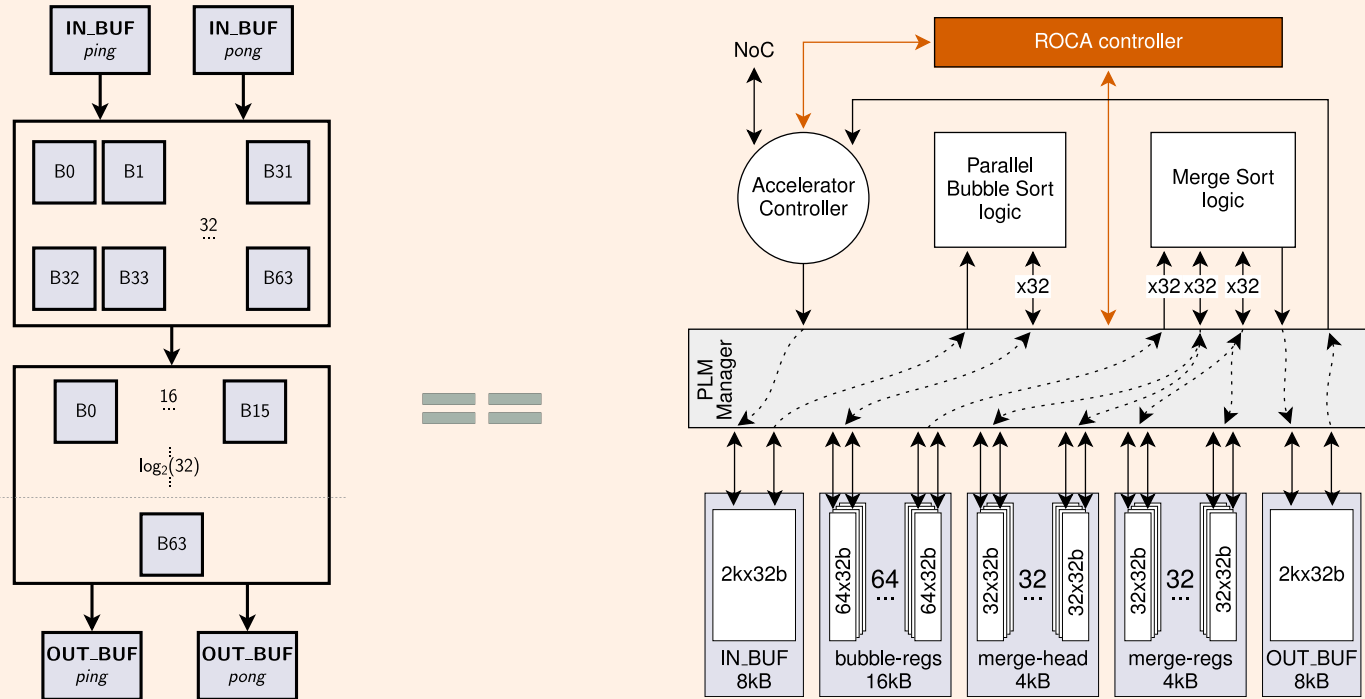 IN_BUF
ping
IN_BUF
pong
B0
B1
B31
32
...
B32
B33
B63
B0
16
...
B15
log2(32)
B63
OUT_BUF
ping
OUT_BUF
pong
ROCA controller
NoC
Accelerator
Controller
Parallel
Bubble Sort
logic
Merge Sort
logic
x32
x32
x32
x32
PLM
Manager
2kx32b
IN_BUF
8kB
64x32b
64
...
64x32b
bubble-regs
16kB
32x32b
32
...
32x32b
merge-head
4kB
32x32b
32
...
32x32b
merge-regs
4kB
2kx32b
OUT_BUF
8kB